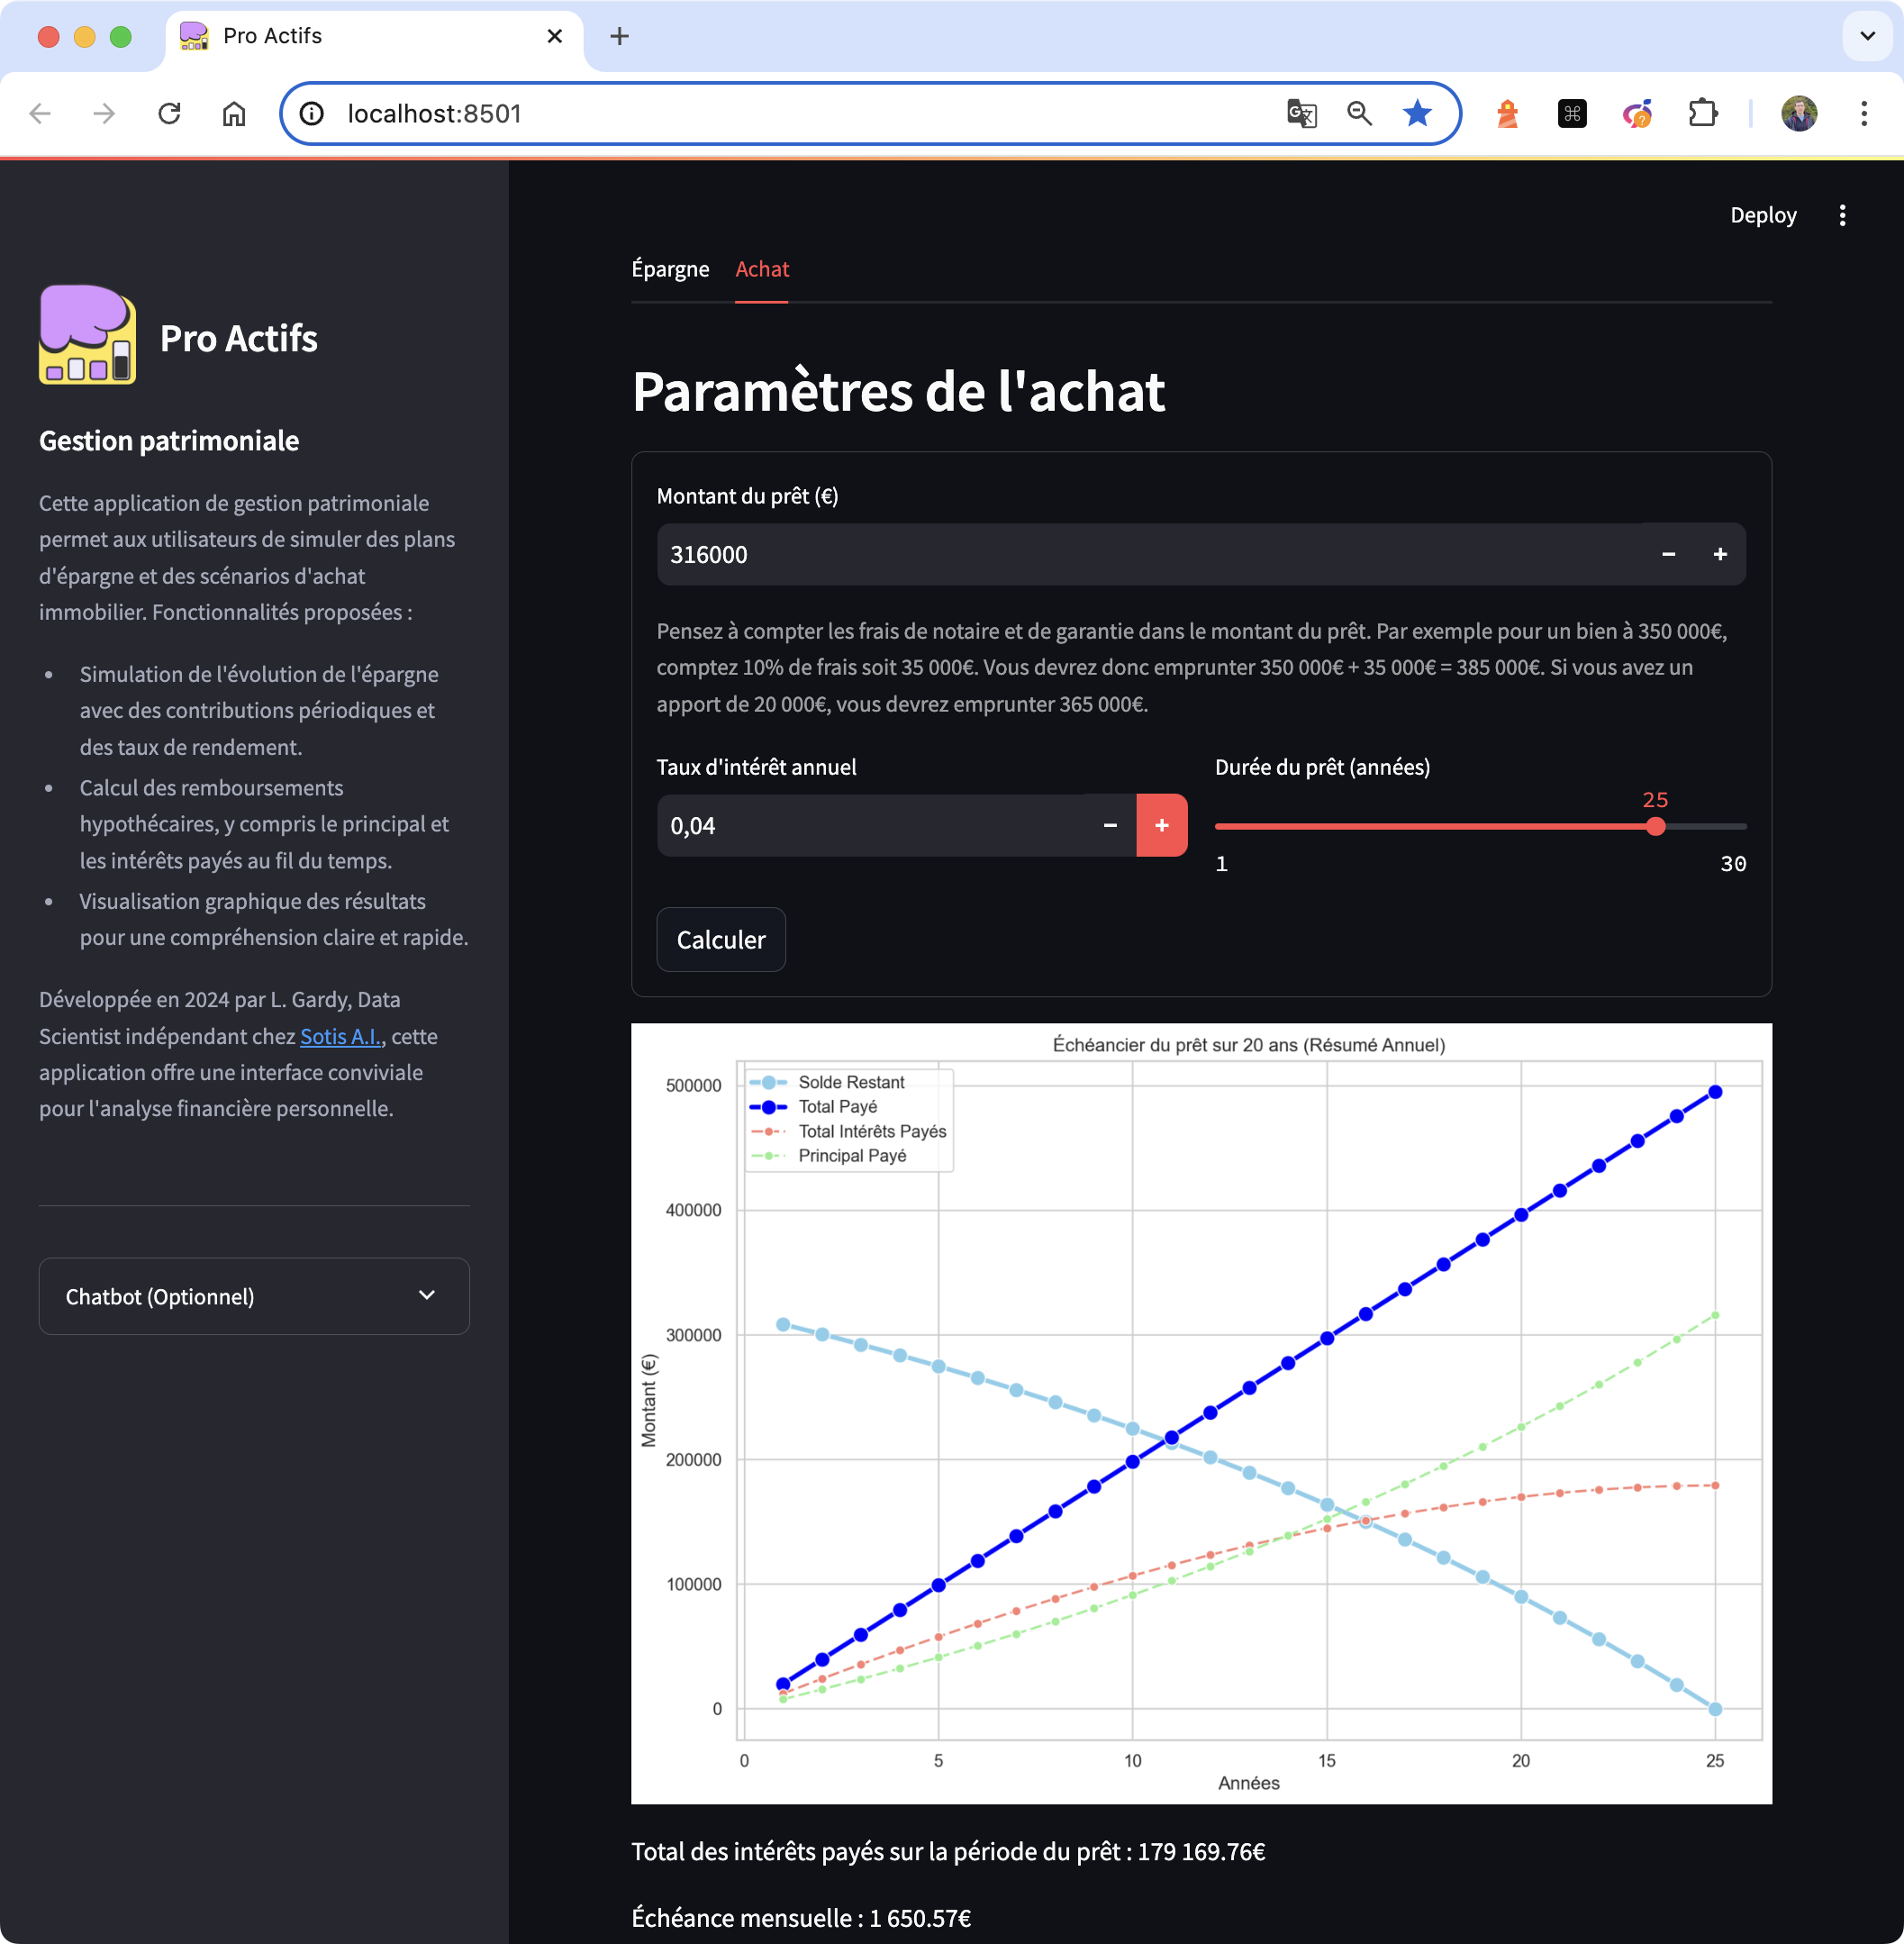 Pro Actifs
localhost:8501
Deploy
Pro Actifs
Gestion patrimoniale
Cette application de gestion patrimoniale
permet aux utilisateurs de simuler des plans
d'épargne et des scénarios d'achat
immobilier. Fonctionnalités proposées :
• Simulation de l'évolution de l'épargne
avec des contributions périodiques et
des taux de rendement.
• Calcul des remboursements
hypothécaires, y compris le principal et
les intérêts payés au fil du temps.
• Visualisation graphique des résultats
pour une compréhension claire et rapide.
Développée en 2024 par L. Gardy, Data
Scientist indépendant chez Sotis A.I., cette
application offre une interface conviviale
pour l'analyse financière personnelle.
Chatbot (Optionnel)
Épargne Achat
Paramètres de l'achat
Montant du prêt (€)
316000
Pensez à compter les frais de notaire et de garantie dans le montant du prêt. Par exemple pour un bien à 350 000€,
comptez 10% de frais soit 35 000€. Vous devrez donc emprunter 350 000€ + 35 000€ = 385 000€. Si vous avez un
apport de 20 000€, vous devrez emprunter 365 000€.
Taux d'intérêt annuel
0,04
Durée du prêt (années)
25
1 30
Calculer
Échéancier du prêt sur 20 ans (Résumé Annuel)
Solde Restant
Total Payé
Total Intérêts Payés
Principal Payé
500000
400000
300000
200000
100000
0
Montant (€)
0 5 10 15 20 25
Années
Total des intérêts payés sur la période du prêt : 179 169.76€
Échéance mensuelle : 1 650.57€